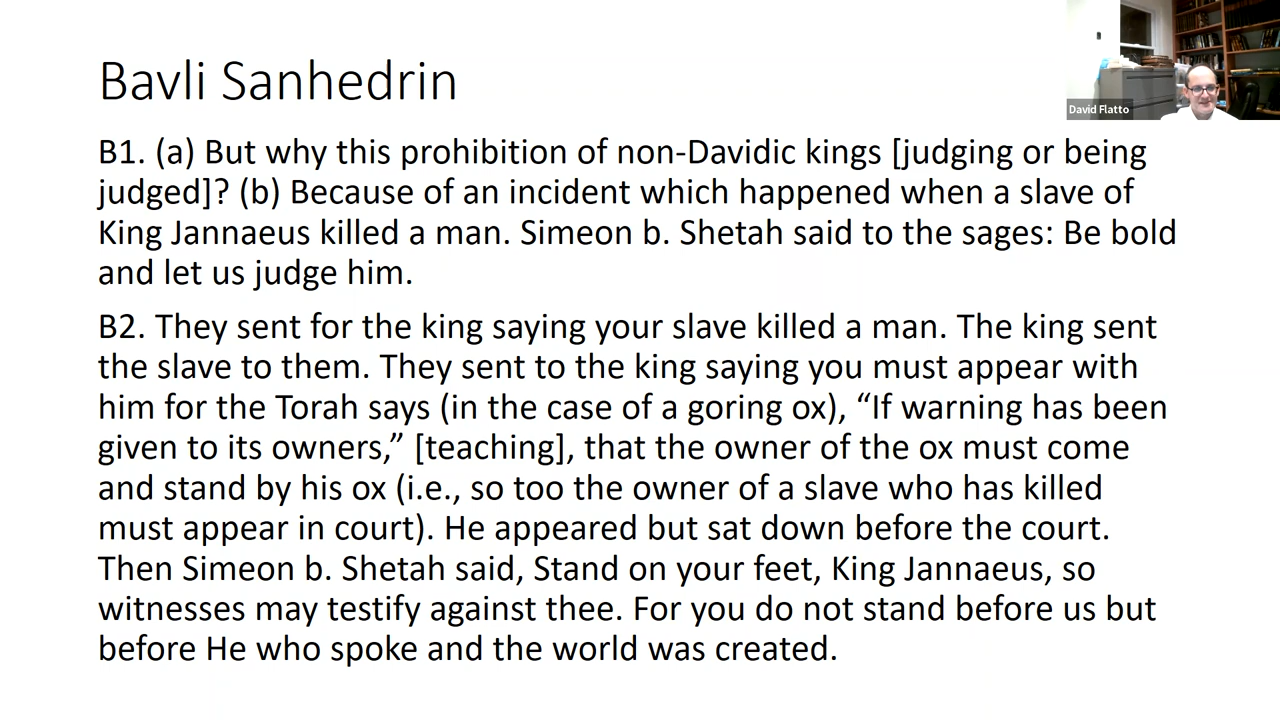 Bavli Sanhedrin
David Flatto
B1. (a) But why this prohibition of non-Davidic kings [judging or being
judged]? (b) Because of an incident which happened when a slave of
King Jannaeus killed a man. Simeon b. Shetah said to the sages: Be bold
and let us judge him.
B2. They sent for the king saying your slave killed a man. The king sent
the slave to them. They sent to the king saying you must appear with
him for the Torah says (in the case of a goring ox), “If warning has been
given to its owners,” [teaching], that the owner of the ox must come
and stand by his ox (i.e., so too the owner of a slave who has killed
must appear in court). He appeared but sat down before the court.
Then Simeon b. Shetah said, Stand on your feet, King Jannaeus, so
witnesses may testify against thee. For you do not stand before us but
before He who spoke and the world was created.